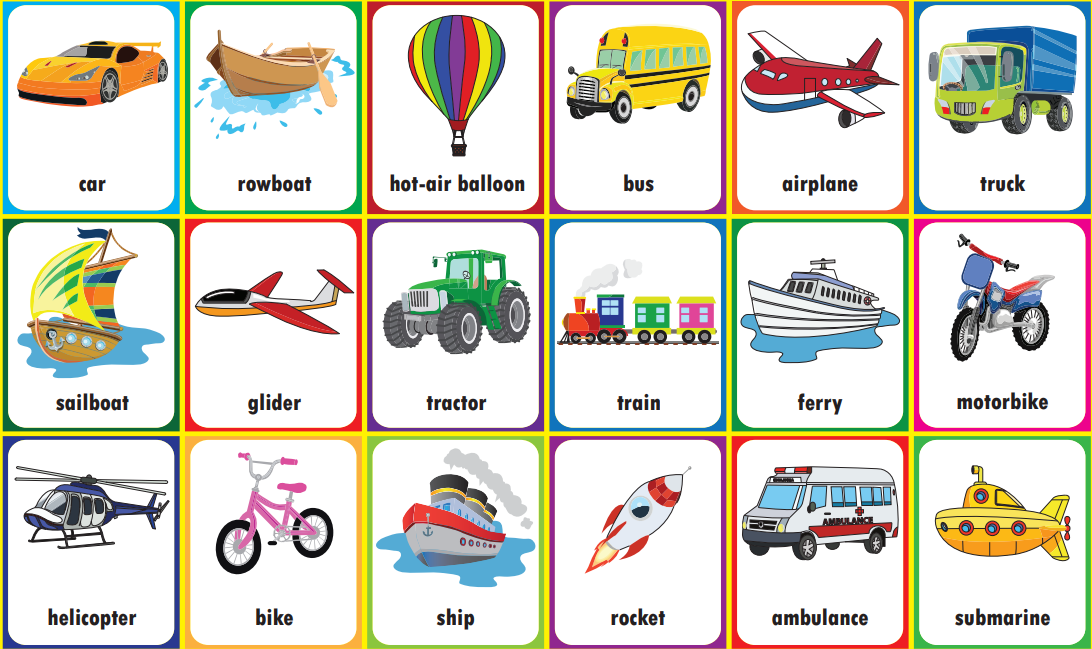 car
rowboat
hot-air balloon
bus
airplane
truck
sailboat
glider
tractor
train
ferry
motorbike
helicopter
bike
ship
rocket
AMBULANCE
ambulance
submarine